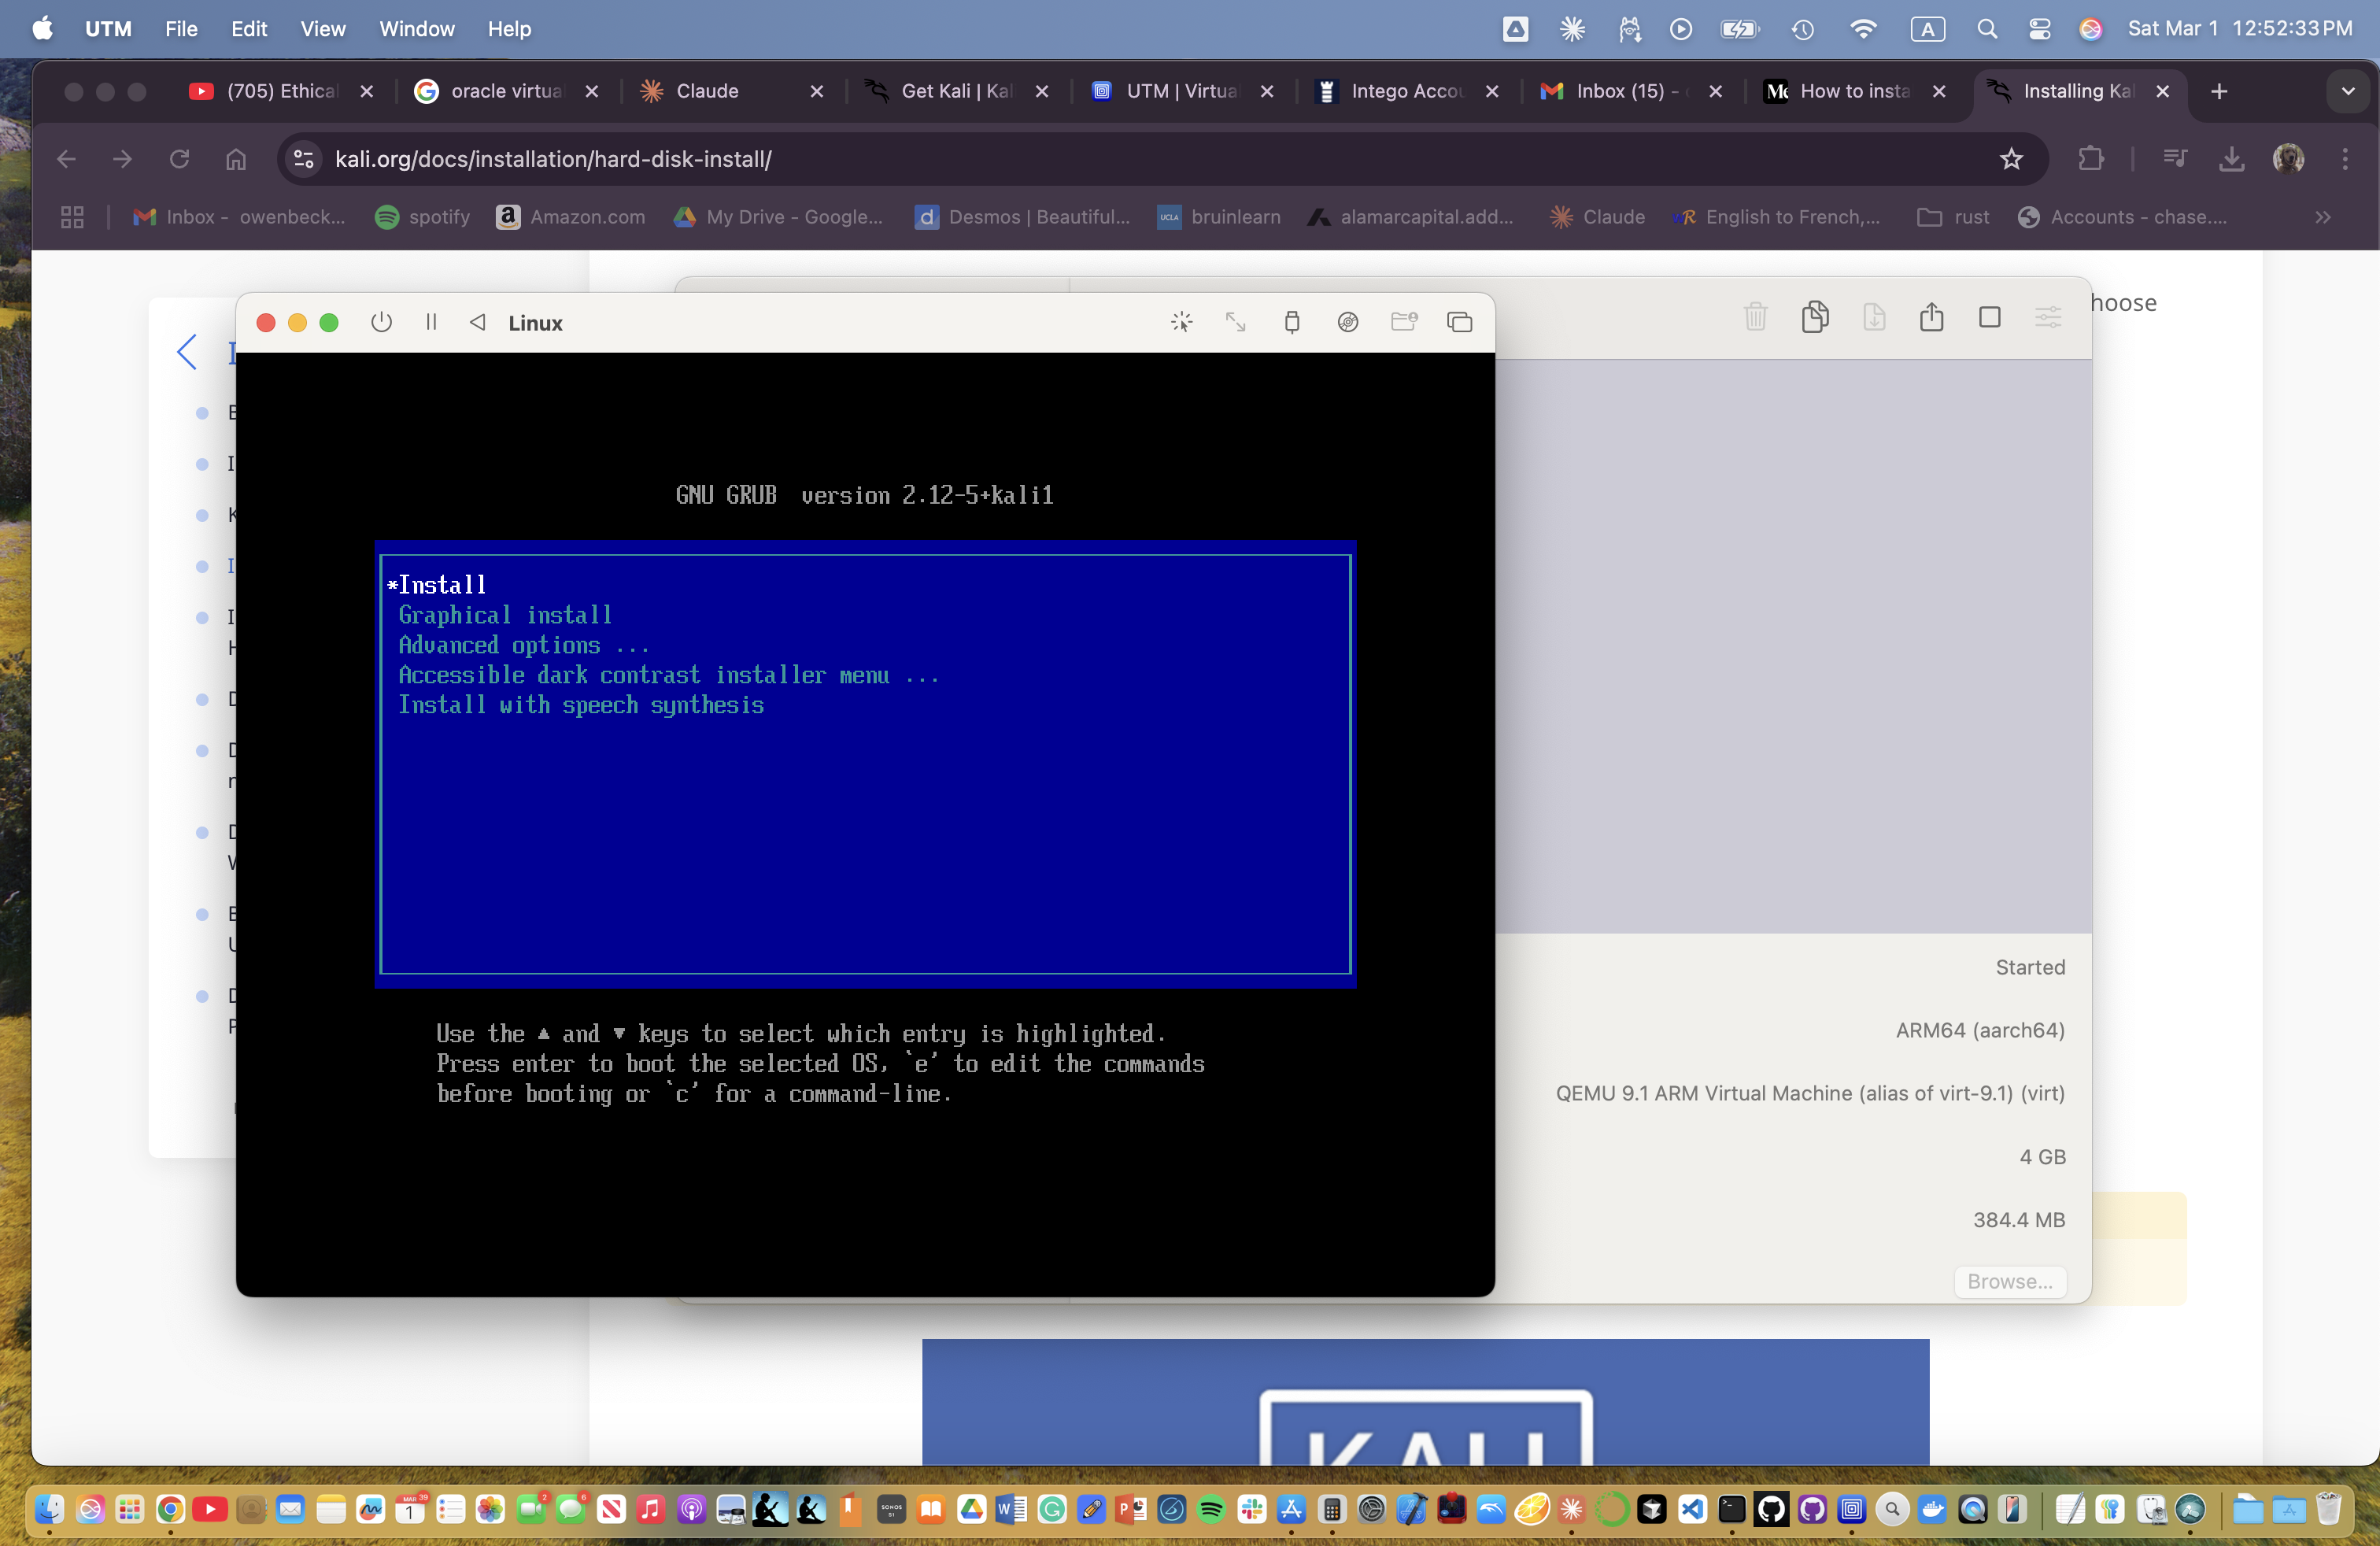 UTM File Edit View Window Help
A Sat Mar 1 12:52:33 PM
(705) Ethical
oracle virtua
Claude
Get Kali | Kal
UTM | Virtua
Intego Accou
Inbox (15) -
How to insta
Installing Ka
kali.org/docs/installation/hard-disk-install/
Inbox - owenbeck...
spotify
Amazon.com
My Drive - Google...
Desmos | Beautiful...
UCLA bruinlearn
alamarcapital.add...
Claude
English to French,...
rust
Accounts - chase....
hoose
Linux
GNU GRUB version 2.12-5+kali1
*Install
Graphical install
Advanced options ...
Accessible dark contrast installer menu ...
Install with speech synthesis
Use the ▲ and ▼ keys to select which entry is highlighted.
Press enter to boot the selected OS, `e' to edit the commands
before booting or `c' for a command-line.
Started
ARM64 (aarch64)
QEMU 9.1 ARM Virtual Machine (alias of virt-9.1) (virt)
4 GB
384.4 MB
Browse...
KALI